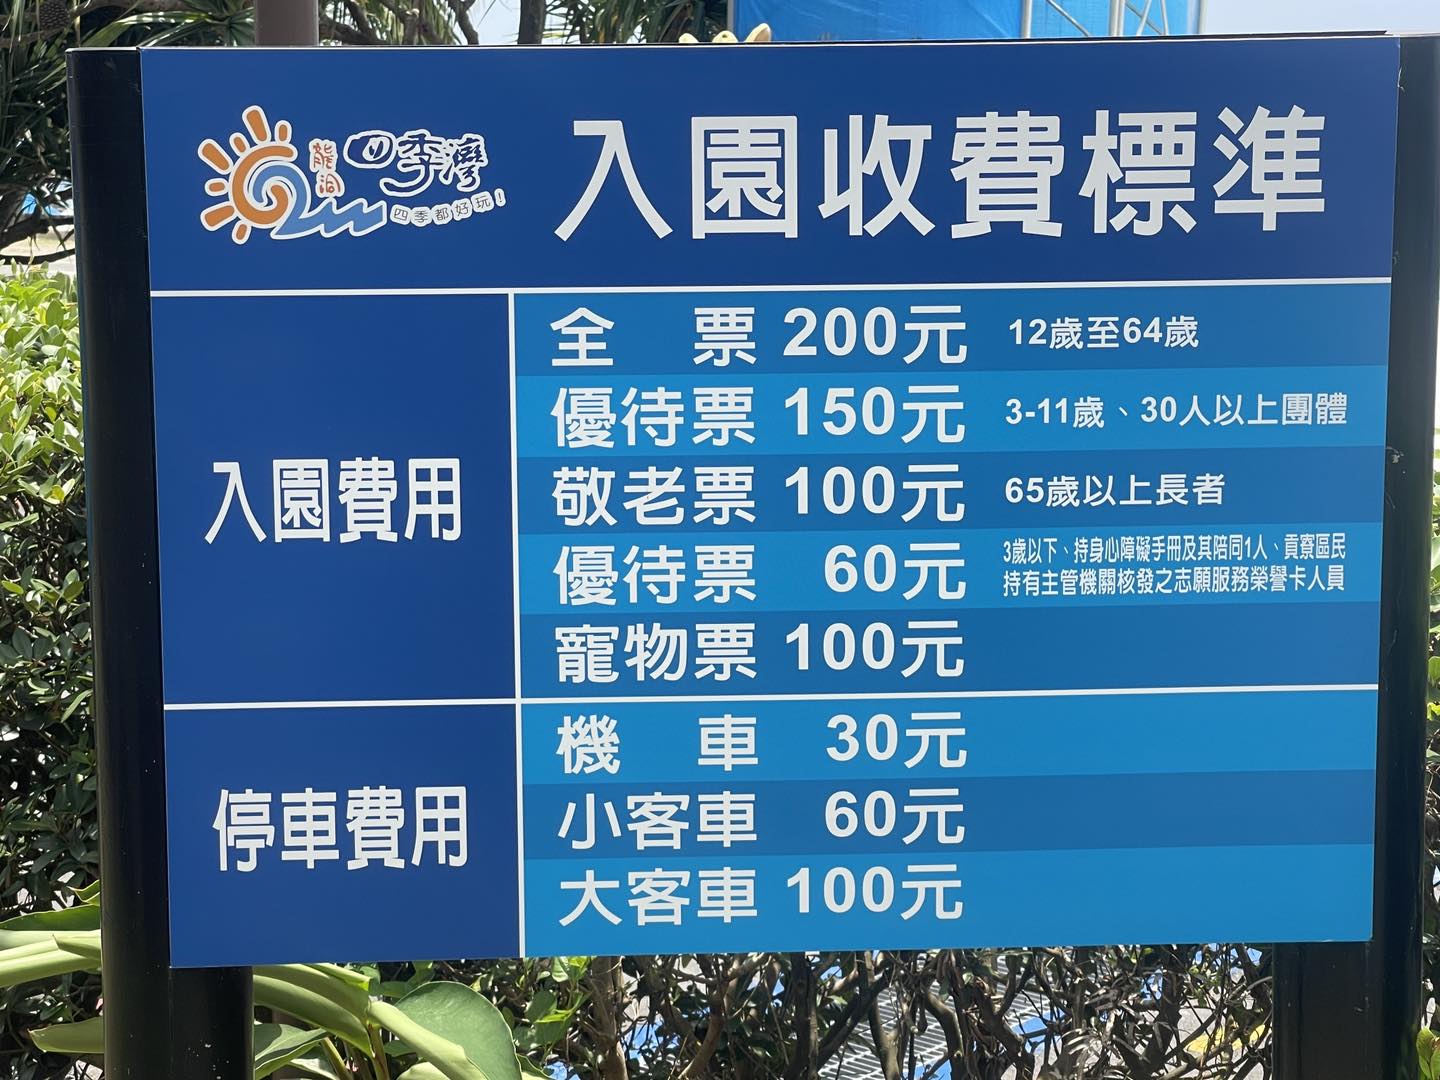 龍洞
四季灣
四季都好玩！
入園收費標準
入園費用
全 票 200元 12歲至64歲
優待票 150元 3-11歲、30人以上團體
敬老票 100元 65歲以上長者
優待票 60元 3歲以下、持身心障礙手冊及其陪同1人、貢寮區民
持有主管機關核發之志願服務榮譽卡人員
寵物票 100元
停車費用
機 車 30元
小客車 60元
大客車 100元